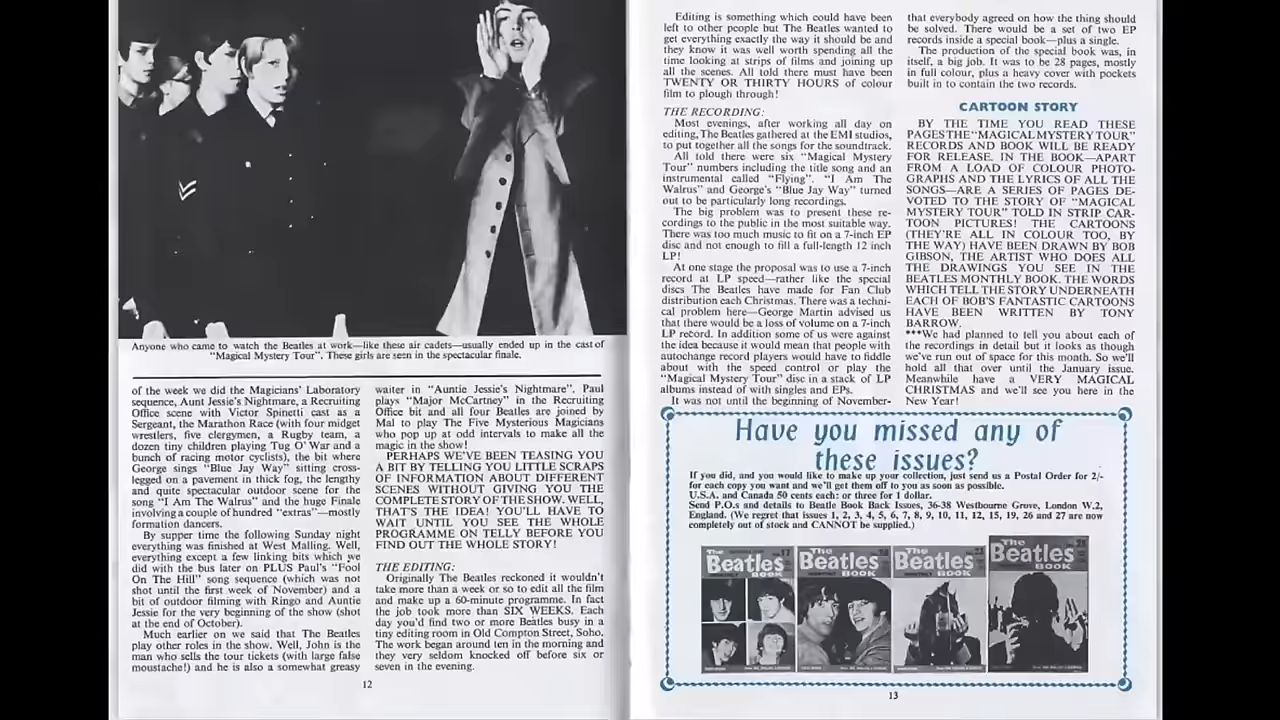 Anyone who came to watch the Beatles at work—like these air cadets—usually ended up in the cast of
"Magical Mystery Tour". These girls are seen in the spectacular finale.
of the week we did the Magicians' Laboratory
sequence, Aunt Jessie's Nightmare, a Recruiting
Office scene with Victor Spinetti cast as a
Sergeant, the Marathon Race (with four midget
wrestlers, five clergymen, a Rugby team, a
dozen tiny children playing Tug O' War and a
bunch of racing motor cyclists), the bit where
George sings "Blue Jay Way" sitting cross-
legged on a pavement in thick fog, the lengthy
and quite spectacular outdoor scene for the
song "I Am The Walrus" and the huge Finale
involving a couple of hundred "extras"—mostly
formation dancers.
By supper time the following Sunday night
everything was finished at West Malling. Well,
everything except a few linking bits which we
did with the bus later on PLUS Paul's "Fool
On The Hill" song sequence (which was not
shot until the first week of November) and a
bit of outdoor filming with Ringo and Auntie
Jessie for the very beginning of the show (shot
at the end of October).
Much earlier on we said that The Beatles
play other roles in the show. Well, John is the
man who sells the tour tickets (with large false
moustache!) and he is also a somewhat greasy
waiter in "Auntie Jessie's Nightmare". Paul
plays "Major McCartney" in the Recruiting
Office bit and all four Beatles are joined by
Mal to play The Five Mysterious Magicians
who pop up at odd intervals to make all the
magic in the show!
PERHAPS WE'VE BEEN TEASING YOU
A BIT BY TELLING YOU LITTLE SCRAPS
OF INFORMATION ABOUT DIFFERENT
SCENES WITHOUT GIVING YOU THE
COMPLETE STORY OF THE SHOW. WELL,
THAT'S THE IDEA! YOU'LL HAVE TO
WAIT UNTIL YOU SEE THE WHOLE
PROGRAMME ON TELLY BEFORE YOU
FIND OUT THE WHOLE STORY!
THE EDITING:
Originally The Beatles reckoned it wouldn't
take more than a week or so to edit all the film
and make up a 60-minute programme. In fact
the job took more than SIX WEEKS. Each
day you'd find two or more Beatles busy in a
tiny editing room in Old Compton Street, Soho.
The work began around ten in the morning and
they very seldom knocked off before six or
seven in the evening.
12
Editing is something which could have been
left to other people but The Beatles wanted to
get everything exactly the way it should be and
they know it was well worth spending all the
time looking at strips of films and joining up
all the scenes. All told there must have been
TWENTY OR THIRTY HOURS of colour
film to plough through!
THE RECORDING:
Most evenings, after working all day on
editing, The Beatles gathered at the EMI studios,
to put together all the songs for the soundtrack.
All told there were six "Magical Mystery
Tour" numbers including the title song and an
instrumental called "Flying". "I Am The
Walrus" and George's "Blue Jay Way" turned
out to be particularly long recordings.
The big problem was to present these re-
cordings to the public in the most suitable way.
There was too much music to fit on a 7-inch EP
disc and not enough to fill a full-length 12 inch
LP!
At one stage the proposal was to use a 7-inch
record at LP speed—rather like the special
discs The Beatles have made for Fan Club
distribution each Christmas. There was a techni-
cal problem here—George Martin advised us
that there would be a loss of volume on a 7-inch
LP record. In addition some of us were against
the idea because it would mean that people with
autochange record players would have to fiddle
about with the speed control or play the
"Magical Mystery Tour" disc in a stack of LP
albums instead of with singles and EPs.
It was not until the beginning of November-
that everybody agreed on how the thing should
be solved. There would be a set of two EP
records inside a special book—plus a single.
The production of the special book was, in
itself, a big job. It was to be 28 pages, mostly
in full colour, plus a heavy cover with pockets
built in to contain the two records.
CARTOON STORY
BY THE TIME YOU READ THESE
PAGES THE "MAGICAL MYSTERY TOUR"
RECORDS AND BOOK WILL BE READY
FOR RELEASE. IN THE BOOK—APART
FROM A LOAD OF COLOUR PHOTO-
GRAPHS AND THE LYRICS OF ALL THE
SONGS—ARE A SERIES OF PAGES DE-
VOTED TO THE STORY OF "MAGICAL
MYSTERY TOUR" TOLD IN STRIP CAR-
TOON PICTURES! THE CARTOONS
(THEY'RE ALL IN COLOUR TOO, BY
THE WAY) HAVE BEEN DRAWN BY BOB
GIBSON, THE ARTIST WHO DOES ALL
THE DRAWINGS YOU SEE IN THE
BEATLES MONTHLY BOOK. THE WORDS
WHICH TELL THE STORY UNDERNEATH
EACH OF BOB'S FANTASTIC CARTOONS
HAVE BEEN WRITTEN BY TONY
BARROW.
***We had planned to tell you about each of
the recordings in detail but it looks as though
we've run out of space for this month. So we'll
hold all that over until the January issue.
Meanwhile have a VERY MAGICAL
CHRISTMAS and we'll see you here in the
New Year!
Have you missed any of
these issues?
If you did, and you would like to make up your collection, just send us a Postal Order for 2/-
for each copy you want and we'll get them off to you as soon as possible.
U.S.A. and Canada 50 cents each: or three for 1 dollar.
Send P.O.s and details to Beatle Book Back Issues, 36-38 Westbourne Grove, London W.2,
England. (We regret that issues 1, 2, 3, 4, 5, 6, 7, 8, 9, 10, 11, 12, 15, 19, 26 and 27 are now
completely out of stock and CANNOT be supplied.)
The Beatles BOOK
The Beatles BOOK
The Beatles BOOK
The Beatles BOOK
13